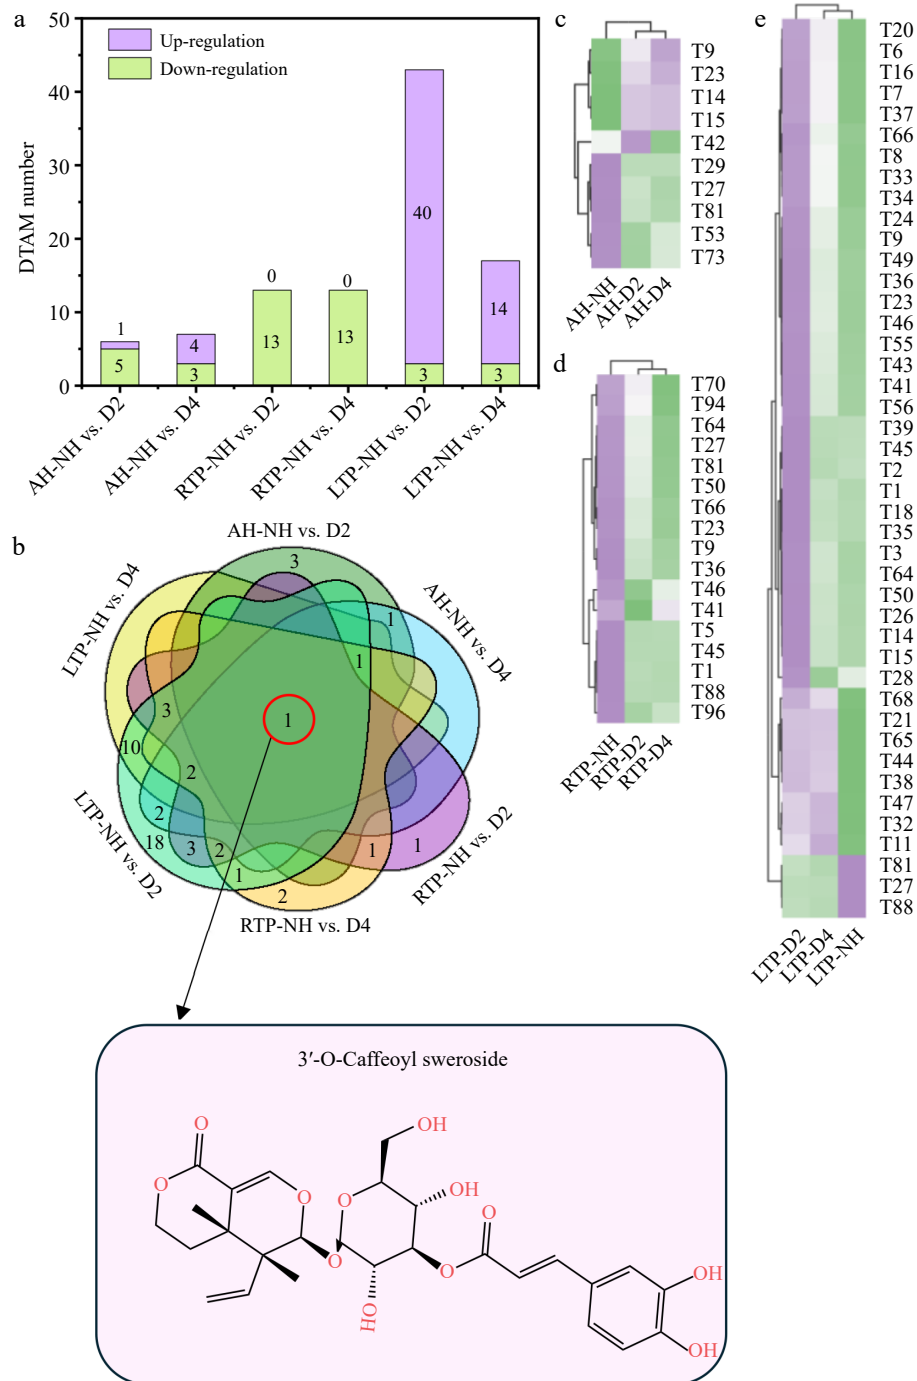 a
50
40
30
20
10
0
DTAM number
Up-regulation
Down-regulation
1
5
4
3
0
13
0
13
40
3
14
3
AH-NH vs. D2
AH-NH vs. D4
RTP-NH vs. D2
RTP-NH vs. D4
LTP-NH vs. D2
LTP-NH vs. D4
b
AH-NH vs. D2
AH-NH vs. D4
RTP-NH vs. D2
RTP-NH vs. D4
LTP-NH vs. D2
LTP-NH vs. D4
3
1
1
3
1
10
2
2
18
3
2
1
2
1
1
c
T9
T23
T14
T15
T42
T29
T27
T81
T53
T73
AH-NH
AH-D2
AH-D4
d
T70
T94
T64
T27
T81
T50
T66
T23
T9
T36
T46
T41
T5
T45
T1
T88
T96
RTP-NH
RTP-D2
RTP-D4
e
T20
T6
T16
T7
T37
T66
T8
T33
T34
T24
T9
T49
T36
T23
T46
T55
T43
T41
T56
T39
T45
T2
T1
T18
T35
T3
T64
T50
T26
T14
T15
T28
T68
T21
T65
T44
T38
T47
T32
T11
T81
T27
T88
LTP-D2
LTP-D4
LTP-NH
3′-O-Caffeoyl sweroside
O
OH
O
O
O
OH
O
O
O
HO
OH
OH